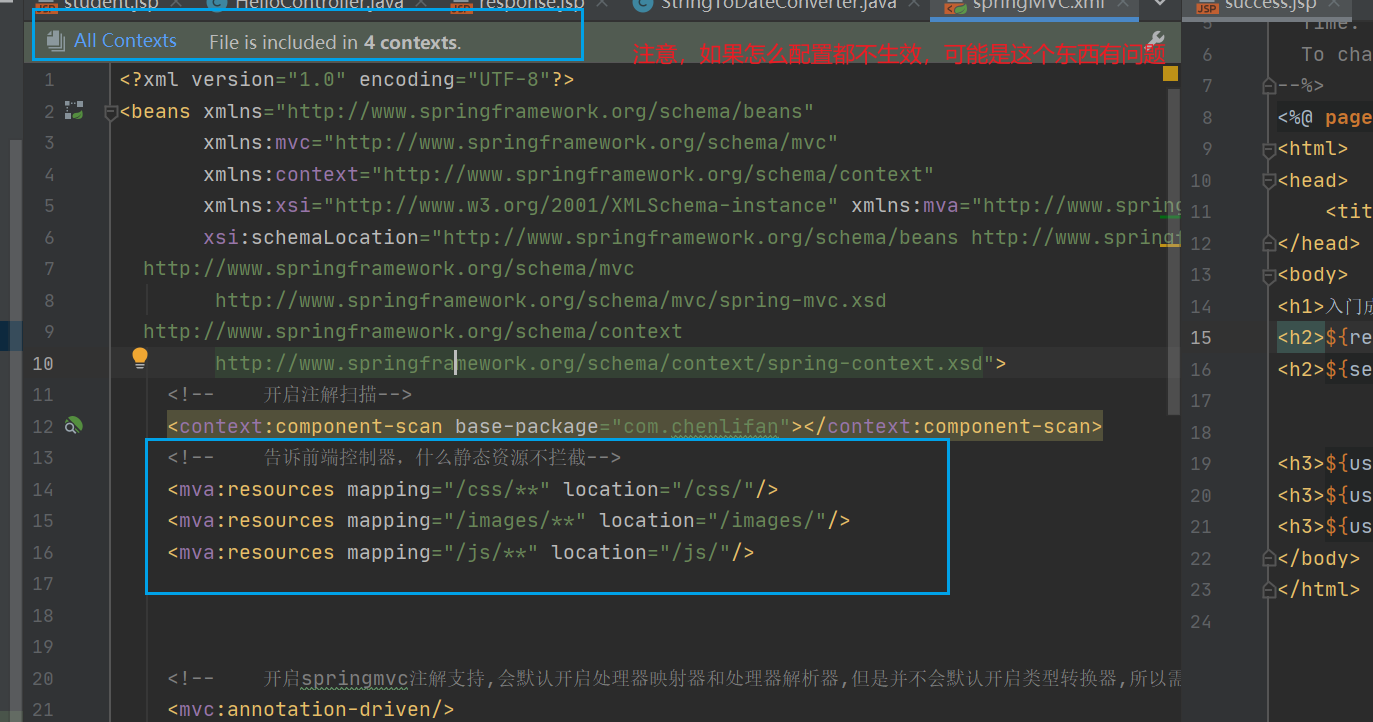 student.jsp HelloController.java response.jsp StringToDateConverter.java springMVC.xml success.jsp
All Contexts File is included in 4 contexts.
注意，如果怎么配置都不生效，可能是这个东西有问题
1 <?xml version="1.0" encoding="UTF-8"?>
2 <beans xmlns="http://www.springframework.org/schema/beans"
3 xmlns:mvc="http://www.springframework.org/schema/mvc"
4 xmlns:context="http://www.springframework.org/schema/context"
5 xmlns:xsi="http://www.w3.org/2001/XMLSchema-instance" xmlns:mva="http://www.spring
6 xsi:schemaLocation="http://www.springframework.org/schema/beans http://www.springf
7 http://www.springframework.org/schema/mvc
8 http://www.springframework.org/schema/mvc/spring-mvc.xsd
9 http://www.springframework.org/schema/context
10 http://www.springframework.org/schema/context/spring-context.xsd">
11 <!-- 开启注解扫描-->
12 <context:component-scan base-package="com.chenlifan"></context:component-scan>
13 <!-- 告诉前端控制器，什么静态资源不拦截-->
14 <mva:resources mapping="/css/**" location="/css/"/>
15 <mva:resources mapping="/images/**" location="/images/"/>
16 <mva:resources mapping="/js/**" location="/js/"/>
17
18
19
20 <!-- 开启springmvc注解支持,会默认开启处理器映射器和处理器解析器,但是并不会默认开启类型转换器,所以需
21 <mvc:annotation-driven/>
5 Time:
6 To cha
7 --%>
8 <%@ page
9 <html>
10 <head>
11 <tit
12 </head>
13 <body>
14 <h1>入门成
15 <h2>${re
16 <h2>${se
17
18
19 <h3>${us
20 <h3>${us
21 <h3>${us
22 </body>
23 </html>
24